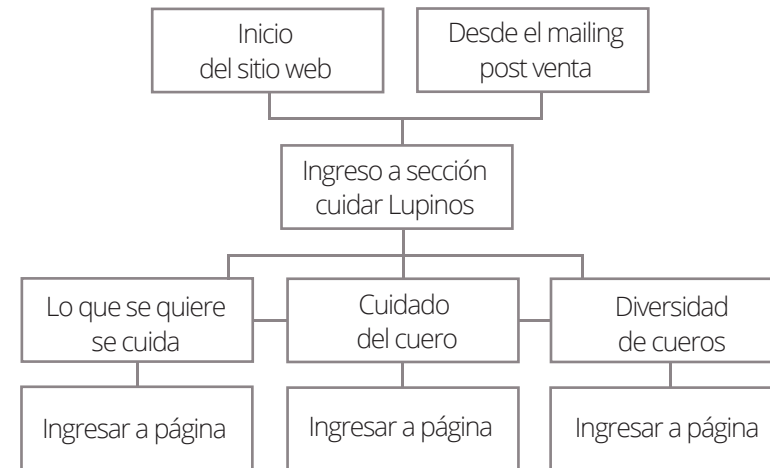 Inicio
del sitio web
Desde el mailing
post venta
Ingreso a sección
cuidar Lupinos
Lo que se quiere
se cuida
Cuidado
del cuero
Diversidad
de cueros
Ingresar a página
Ingresar a página
Ingresar a página